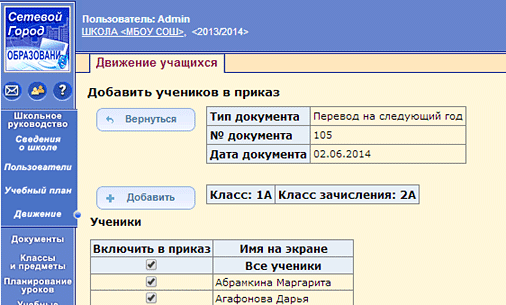 Сетевой
Город
ОБРАЗОВАНИ
Пользователь: Admin
ШКОЛА <МБОУ СОШ>, <2013/2014>
Движение учащихся
Школьное
руководство
Сведения
о школе
Пользователи
Учебный план
Движение
Документы
Классы
и предметы
Планирование
уроков
Учебные
Добавить учеников в приказ
Вернуться
Тип документа Перевод на следующий год
№ документа 105
Дата документа 02.06.2014
Добавить
Класс: 1А Класс зачисления: 2А
Ученики
Включить в приказ Имя на экране
Все ученики
Абрамкина Маргарита
Агафонова Дарья